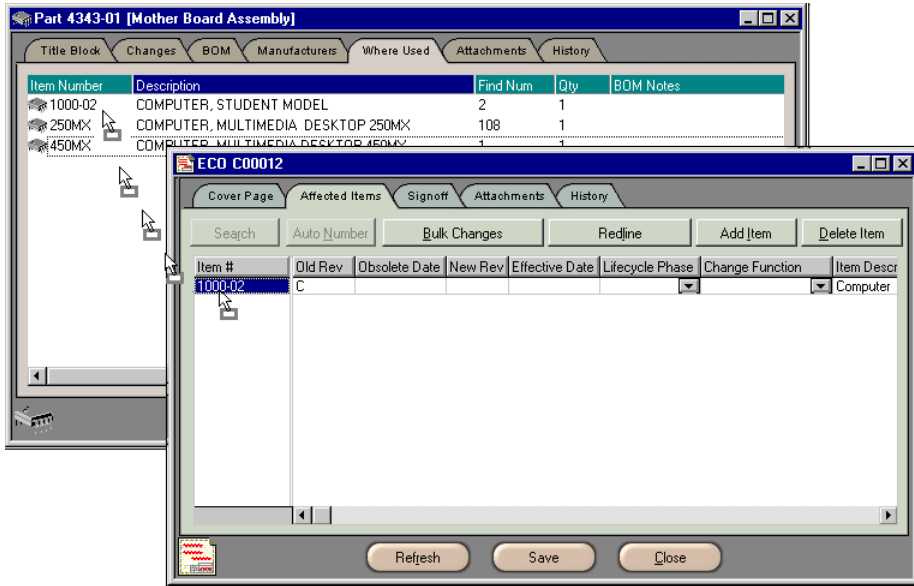 Part 4343-01 [Mother Board Assembly]
Title Block Changes BOM Manufacturers Where Used Attachments History
Item Number Description Find Num Qty BOM Notes
1000-02 COMPUTER, STUDENT MODEL 2 1
250MX COMPUTER, MULTIMEDIA DESKTOP 250MX 108 1
450MX COMPUTER, MULTIMEDIA DESKTOP 450MX 1 1
ECO C00012
Cover Page Affected Items Signoff Attachments History
Search Auto Number Bulk Changes Redline Add Item Delete Item
Item # Old Rev Obsolete Date New Rev Effective Date Lifecycle Phase Change Function Item Descr
1000-02 C Computer
Refresh Save Close